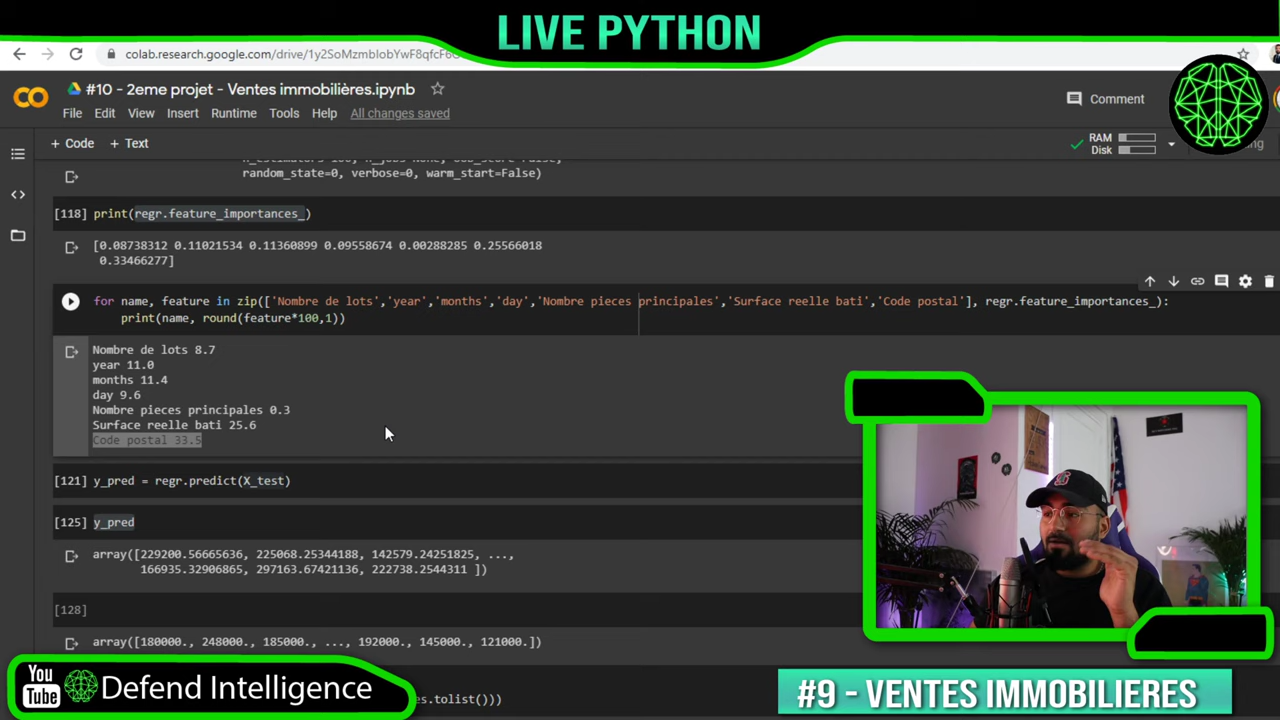 LIVE PYTHON
colab.research.google.com/drive/1y2SoMzmblobYwF8qfcF6
#10 - 2eme projet - Ventes immobilières.ipynb
Comment
File Edit View Insert Runtime Tools Help All changes saved
+ Code + Text
RAM
Disk
random_state=0, verbose=0, warm_start=False)
[118] print(regr.feature_importances_)
[0.08738312 0.11021534 0.11360899 0.09558674 0.00288285 0.25566018
0.33466277]
for name, feature in zip(['Nombre de lots','year','months','day','Nombre pieces principales','Surface reelle bati','Code postal'], regr.feature_importances_):
print(name, round(feature*100,1))
Nombre de lots 8.7
year 11.0
months 11.4
day 9.6
Nombre pieces principales 0.3
Surface reelle bati 25.6
Code postal 33.5
[121] y_pred = regr.predict(X_test)
[125] y_pred
array([229200.56665636, 225068.25344188, 142579.24251825, ...,
166935.32906865, 297163.67421136, 222738.2544311 ])
[128]
array([180000., 248000., 185000., ..., 192000., 145000., 121000.])
es.tolist()))
You
Tube
Defend Intelligence
#9 - VENTES IMMOBILIERES